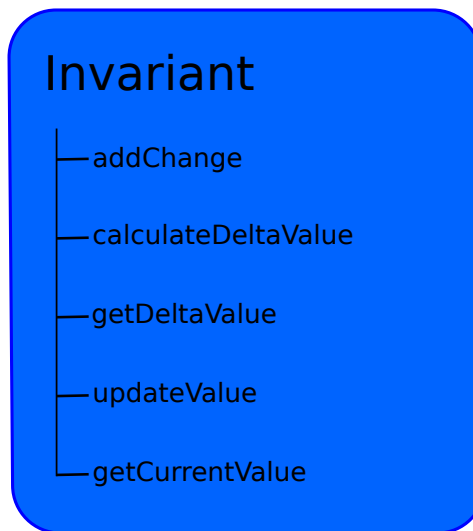 Invariant
addChange
calculateDeltaValue
getDeltaValue
updateValue
getCurrentValue